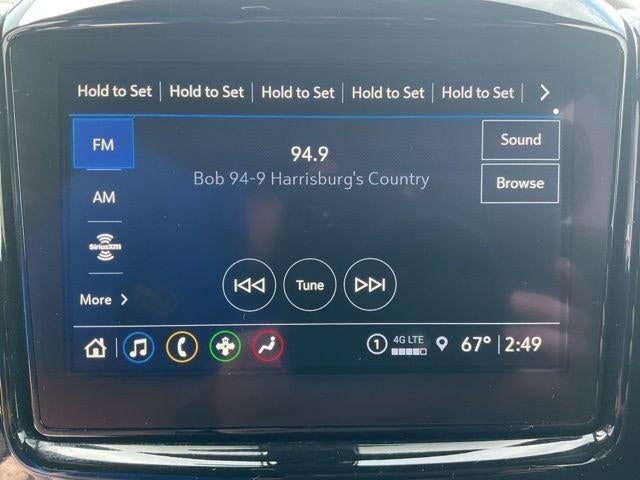 Hold to Set Hold to Set Hold to Set Hold to Set Hold to Set
FM
94.9
Sound
Bob 94-9 Harrisburg's Country
Browse
AM
SiriusXM
Tune
More
1 4G LTE 67° 2:49